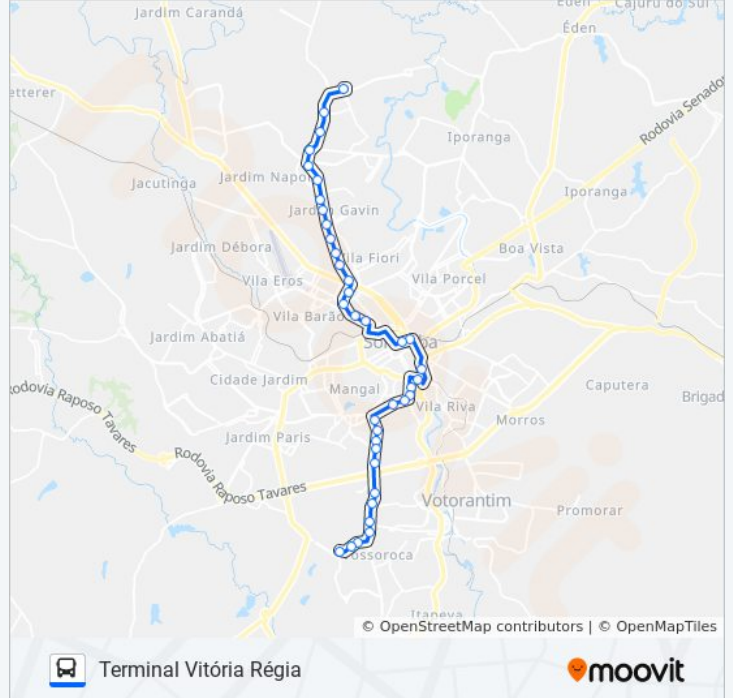 Éden
Cajuru do Sul
Jardim Carandá
Éden
etterer
Rodovia Senador
Iporanga
Jacutinga
Jardim Napo
Iporanga
Jardim Gavin
Jardim Débora
Vila Fiori
Boa Vista
Vila Eros
Vila Porcel
Vila Barão
Jardim Abatiá
Sorocaba
Cidade Jardim
Mangal
Caputera
Rodovia Raposo Tavares
Vila Riva
Brigad
Morros
Jardim Paris
Rodovia Raposo Tavares
Votorantim
Promorar
ossoroca
Itapeva
© OpenStreetMap contributors | © OpenMapTiles
Terminal Vitória Régia
moovit